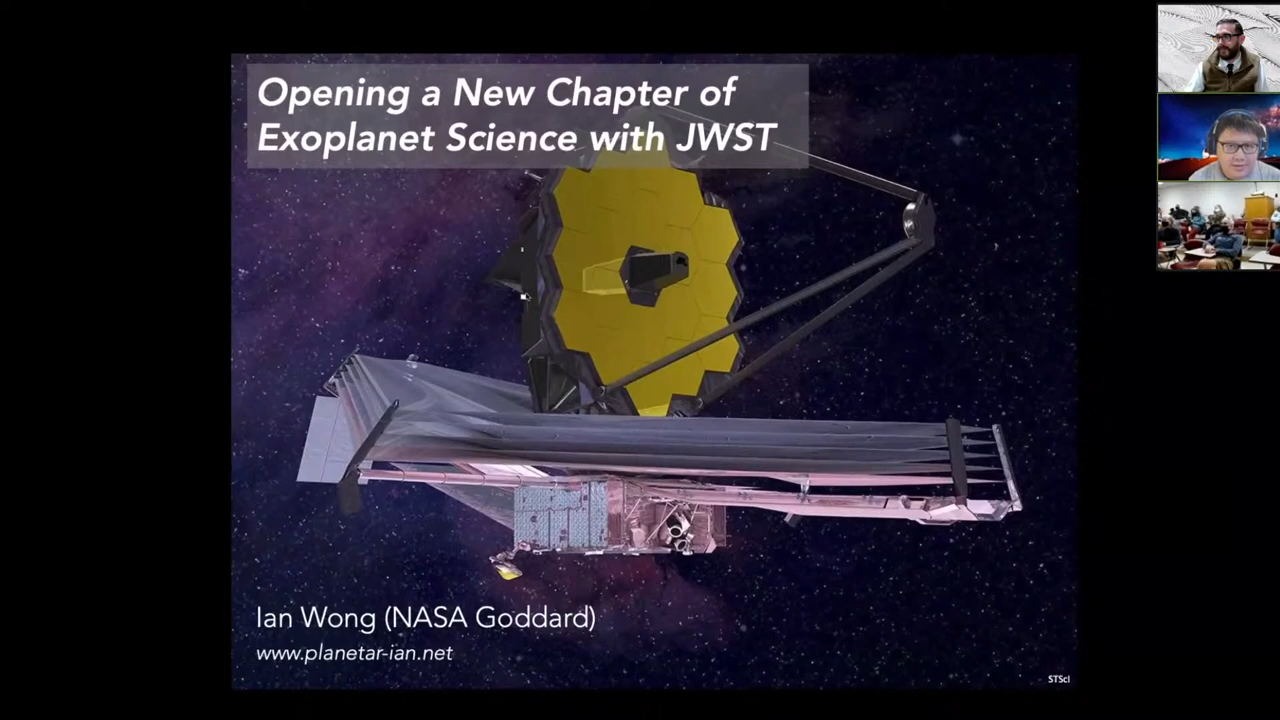 Opening a New Chapter of
Exoplanet Science with JWST
Ian Wong (NASA Goddard)
www.planetar-ian.net
STScI